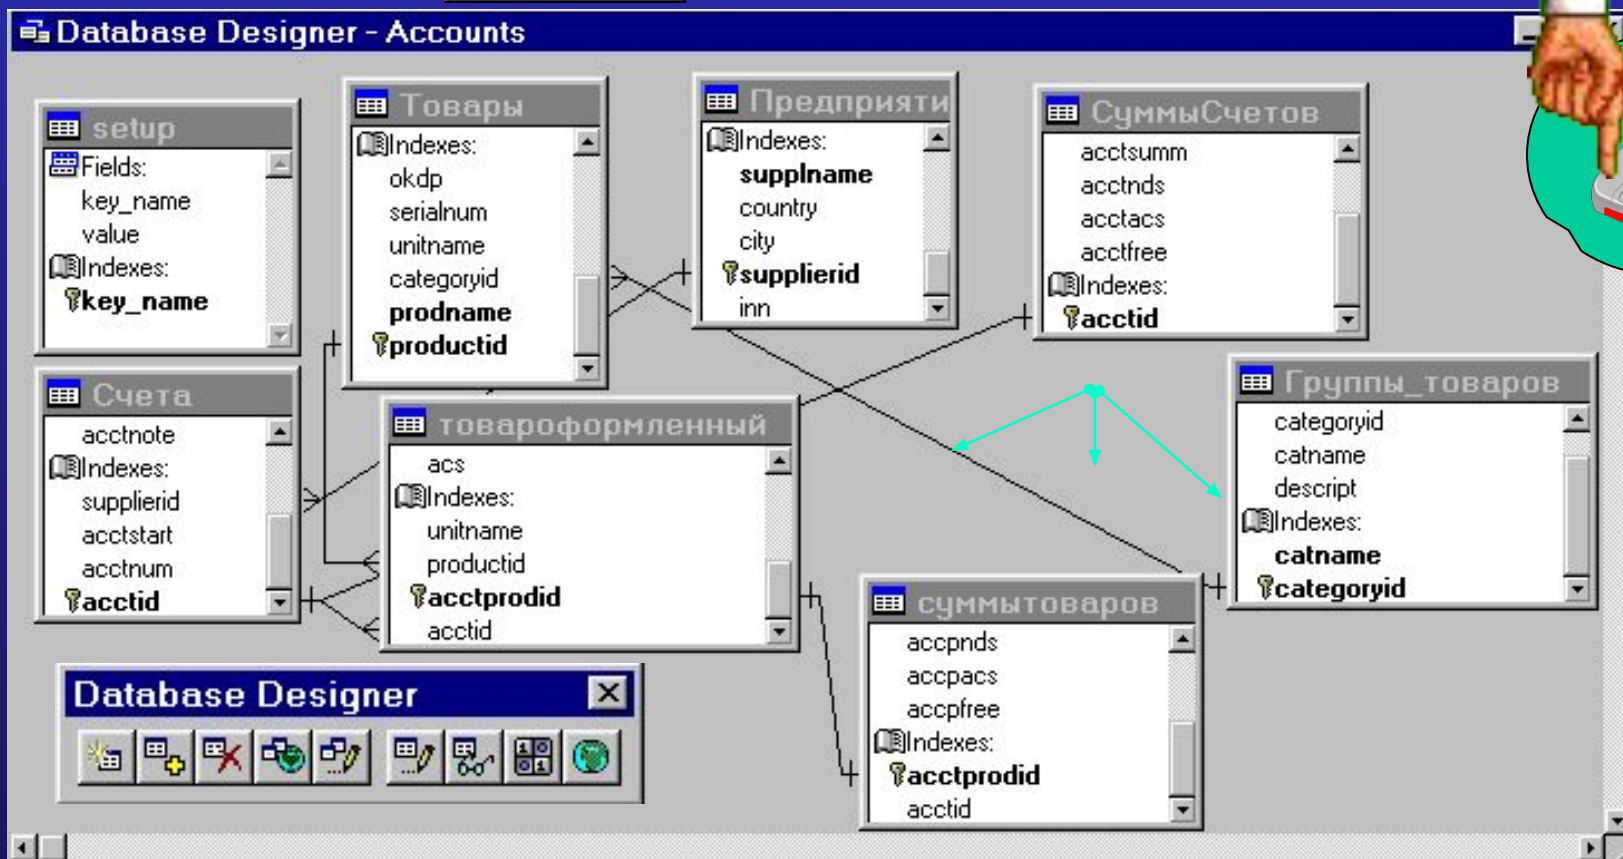 Database Designer - Accounts
setup
Fields:
key_name
value
Indexes:
key_name
Товары
Indexes:
okdp
serialnum
unitname
categoryid
prodname
productid
Предприяти
Indexes:
supplname
country
city
supplierid
inn
СуммыСчетов
acctsumm
acctnds
acctacs
acctfree
Indexes:
acctid
Счета
acctnote
Indexes:
supplierid
acctstart
acctnum
acctid
товароформленный
acs
Indexes:
unitname
productid
acctprodid
acctid
Группы_товаров
categoryid
catname
descript
Indexes:
catname
categoryid
суммытоваров
accpnds
accpacs
accpfree
Indexes:
acctprodid
acctid
Database Designer